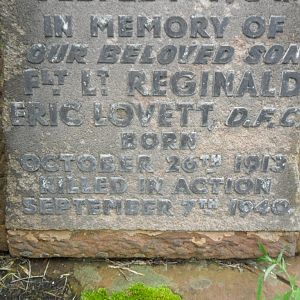 IN MEMORY OF
OUR BELOVED SON
FLT LT REGINALD
ERIC LOVETT, D.F.C.
BORN
OCTOBER 26TH 1913
KILLED IN ACTION
SEPTEMBER 7TH 1940.